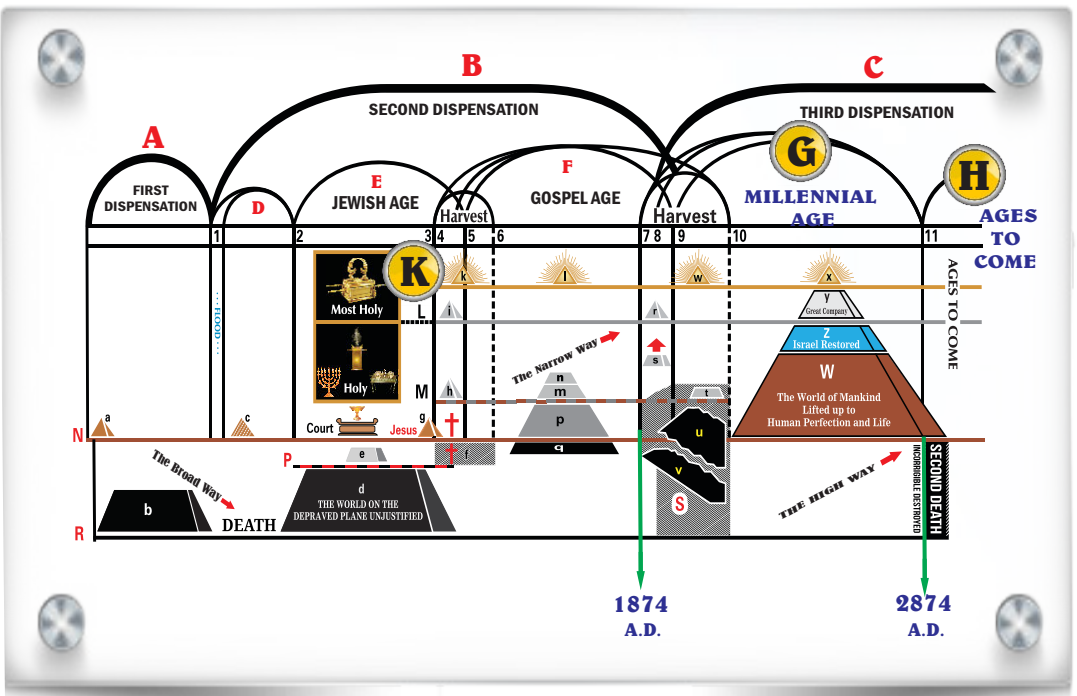 B
C
SECOND DISPENSATION
THIRD DISPENSATION
A
G
F
H
E
FIRST
DISPENSATION
D
JEWISH AGE
GOSPEL AGE
MILLENNIAL
AGE
Harvest
Harvest
AGES
TO
COME
1
2
3
4
5
6
7
8
9
10
11
K
k
l
w
x
Most Holy
L
i
r
y
Great Company
AGES TO COME
FLOOD
Z
Israel Restored
The Narrow Way
s
Holy
M
h
n
m
t
W
The World of Mankind
Lifted up to
Human Perfection and Life
a
c
g
N
Court
Jesus
p
u
P
e
f
q
v
The Broad Way
d
THE WORLD ON THE
DEPRAVED PLANE UNJUSTIFIED
b
DEATH
S
THE HIGH WAY
INCORRIGIBLE DESTROYED
SECOND DEATH
R
1874
A.D.
2874
A.D.